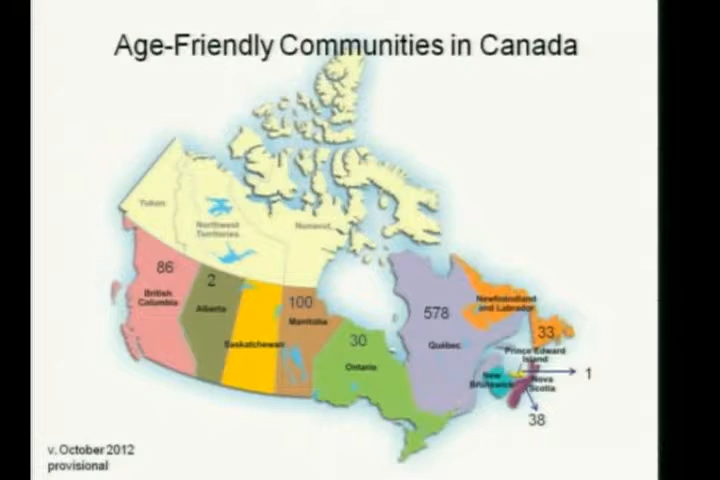 Age-Friendly Communities in Canada
Yukon
Northwest
Territories
Nunavut
86
British
Columbia
2
Alberta
Saskatchewan
100
Manitoba
30
Ontario
578
Québec
Newfoundland
and Labrador
33
Prince Edward
Island
1
New
Brunswick
Nova
Scotia
38
v. October 2012
provisional